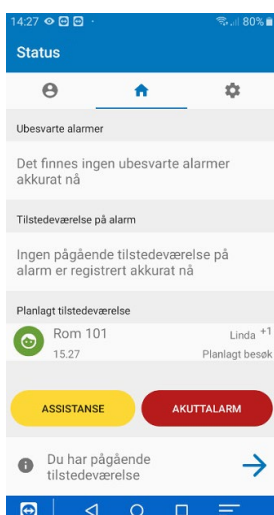 14:27 80%
Status
Ubesvarte alarmer
Det finnes ingen ubesvarte alarmer
akkurat nå
Tilstedeværelse på alarm
Ingen pågående tilstedeværelse på
alarm er registrert akkurat nå
Planlagt tilstedeværelse
Rom 101 Linda +1
15.27 Planlagt besøk
ASSISTANSE AKUTTALARM
Du har pågående
tilstedeværelse